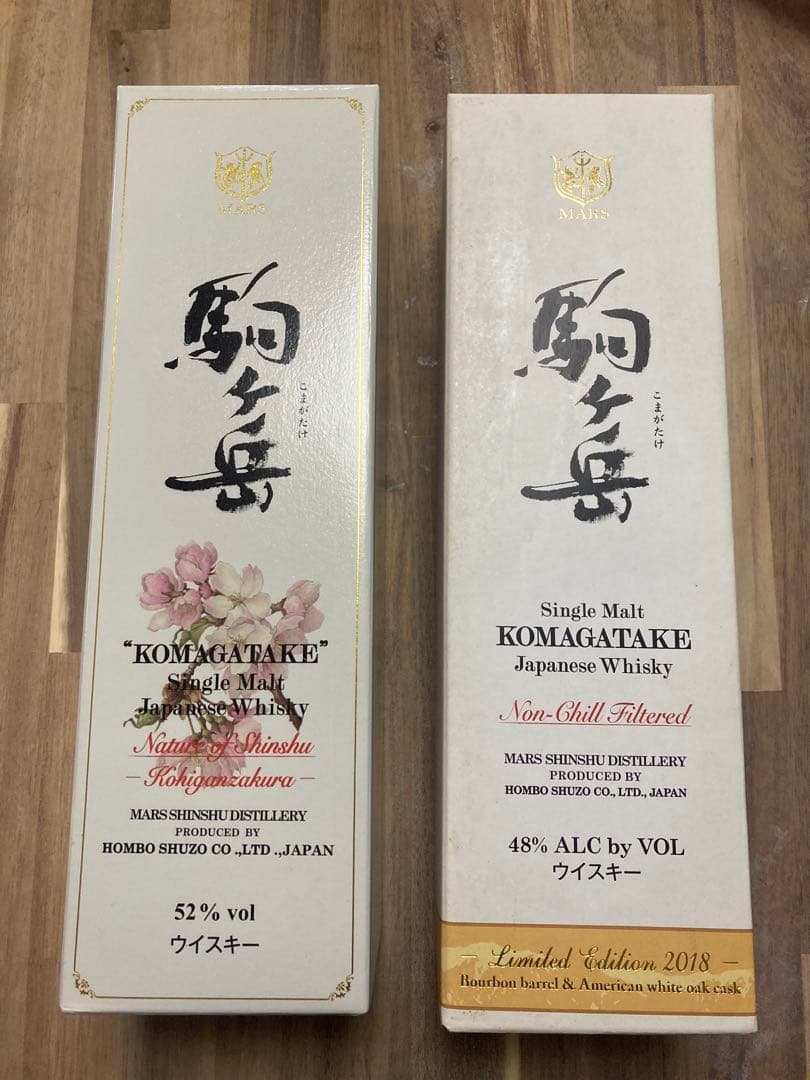 MARS
駒ヶ岳
こまがたけ
“KOMAGATAKE”
Single Malt
Japanese Whisky
Nature of Shinshu
– Kohiganzakura –
MARS SHINSHU DISTILLERY
PRODUCED BY
HOMBO SHUZO CO .,LTD .,JAPAN
52% vol
ウイスキー
MARS
駒ヶ岳
こまがたけ
Single Malt
KOMAGATAKE
Japanese Whisky
Non-Chill Filtered
MARS SHINSHU DISTILLERY
PRODUCED BY
HOMBO SHUZO CO., LTD., JAPAN
48% ALC by VOL
ウイスキー
– Limited Edition 2018 –
Bourbon barrel & American white oak cask